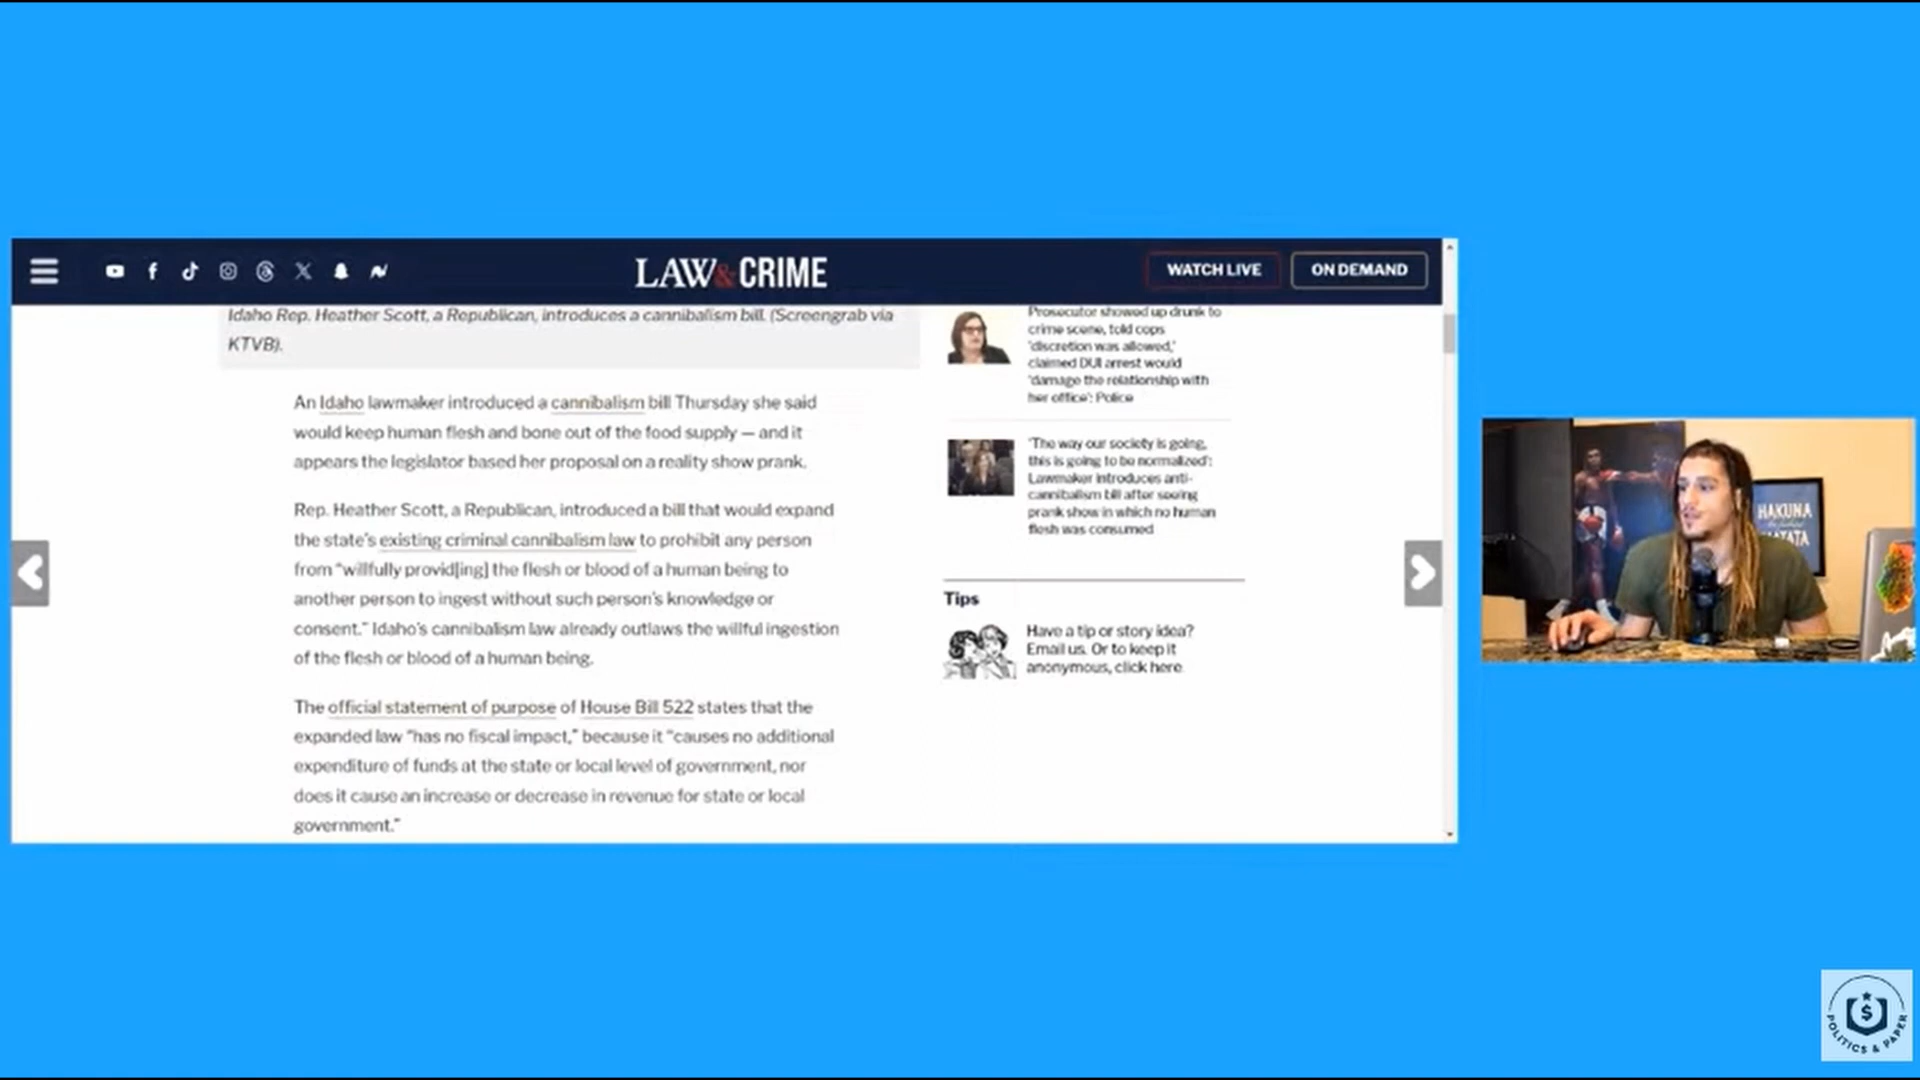 LAW & CRIME
WATCH LIVE
ON DEMAND
Idaho Rep. Heather Scott, a Republican, introduces a cannibalism bill. (Screengrab via
KTVB).
An Idaho lawmaker introduced a cannibalism bill Thursday she said
would keep human flesh and bone out of the food supply — and it
appears the legislator based her proposal on a reality show prank.
Rep. Heather Scott, a Republican, introduced a bill that would expand
the state's existing criminal cannibalism law to prohibit any person
from "willfully provid[ing] the flesh or blood of a human being to
another person to ingest without such person's knowledge or
consent." Idaho's cannibalism law already outlaws the willful ingestion
of the flesh or blood of a human being.
The official statement of purpose of House Bill 522 states that the
expanded law "has no fiscal impact," because it "causes no additional
expenditure of funds at the state or local level of government, nor
does it cause an increase or decrease in revenue for state or local
government."
Prosecutor showed up drunk to
crime scene, told cops
'discretion was allowed,'
claimed DUI arrest would
'damage the relationship with
her office': Police
'The way our society is going,
this is going to be normalized':
Lawmaker introduces anti-
cannibalism bill after seeing
prank show in which no human
flesh was consumed
Tips
Have a tip or story idea?
Email us. Or to keep it
anonymous, click here.
HAKUNA
MATATA
POLITICS & PAPER